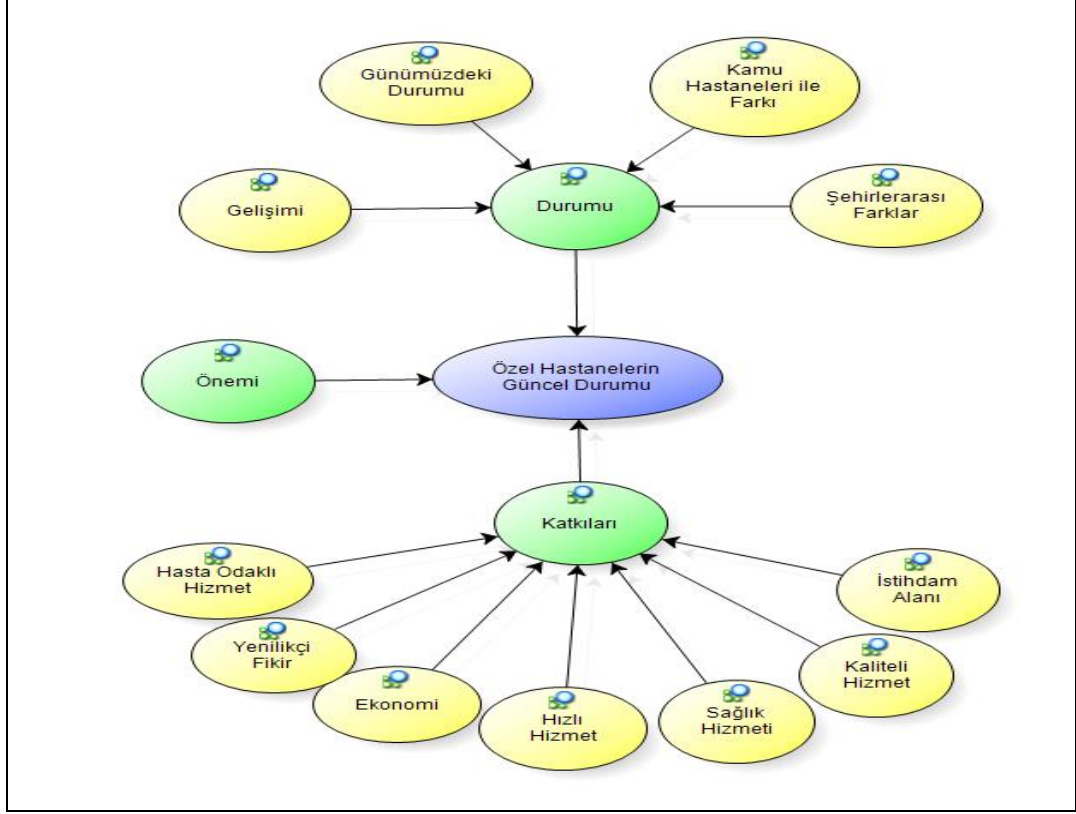 Günümüzdeki
Durumu
Kamu
Hastaneleri ile
Farkı
Gelişimi
Durumu
Şehirlerarası
Farklar
Önemi
Özel Hastanelerin
Güncel Durumu
Katkıları
Hasta Odaklı
Hizmet
Yenilikçi
Fikir
Ekonomi
Hızlı
Hizmet
Sağlık
Hizmeti
Kaliteli
Hizmet
İstihdam
Alanı